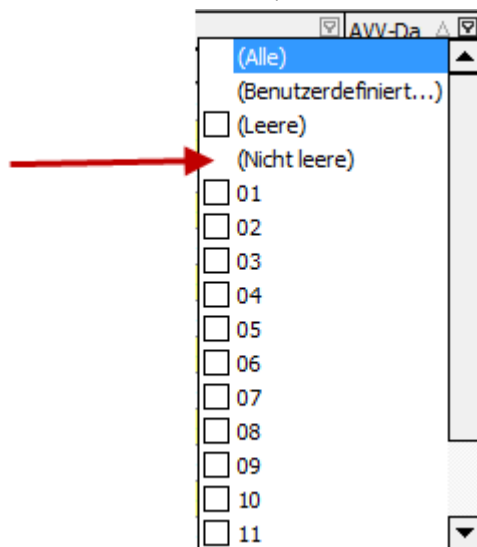 AVV-Da
(Alle)
(Benutzerdefiniert...)
(Leere)
(Nicht leere)
01
02
03
04
05
06
07
08
09
10
11